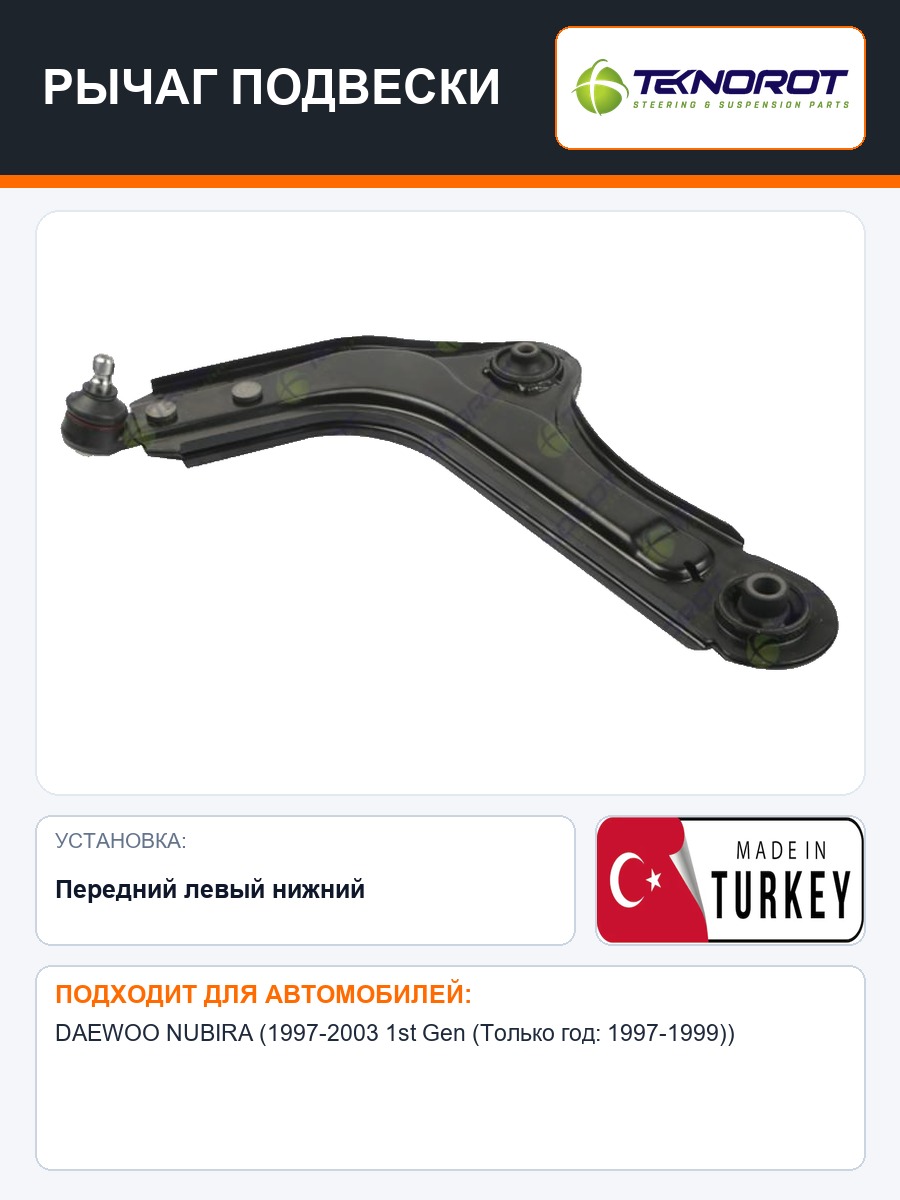 РЫЧАГ ПОДВЕСКИ
TEKNOROT
STEERING & SUSPENSION PARTS
УСТАНОВКА:
Передний левый нижний
MADE IN
TURKEY
ПОДХОДИТ ДЛЯ АВТОМОБИЛЕЙ:
DAEWOO NUBIRA (1997-2003 1st Gen (Только год: 1997-1999))